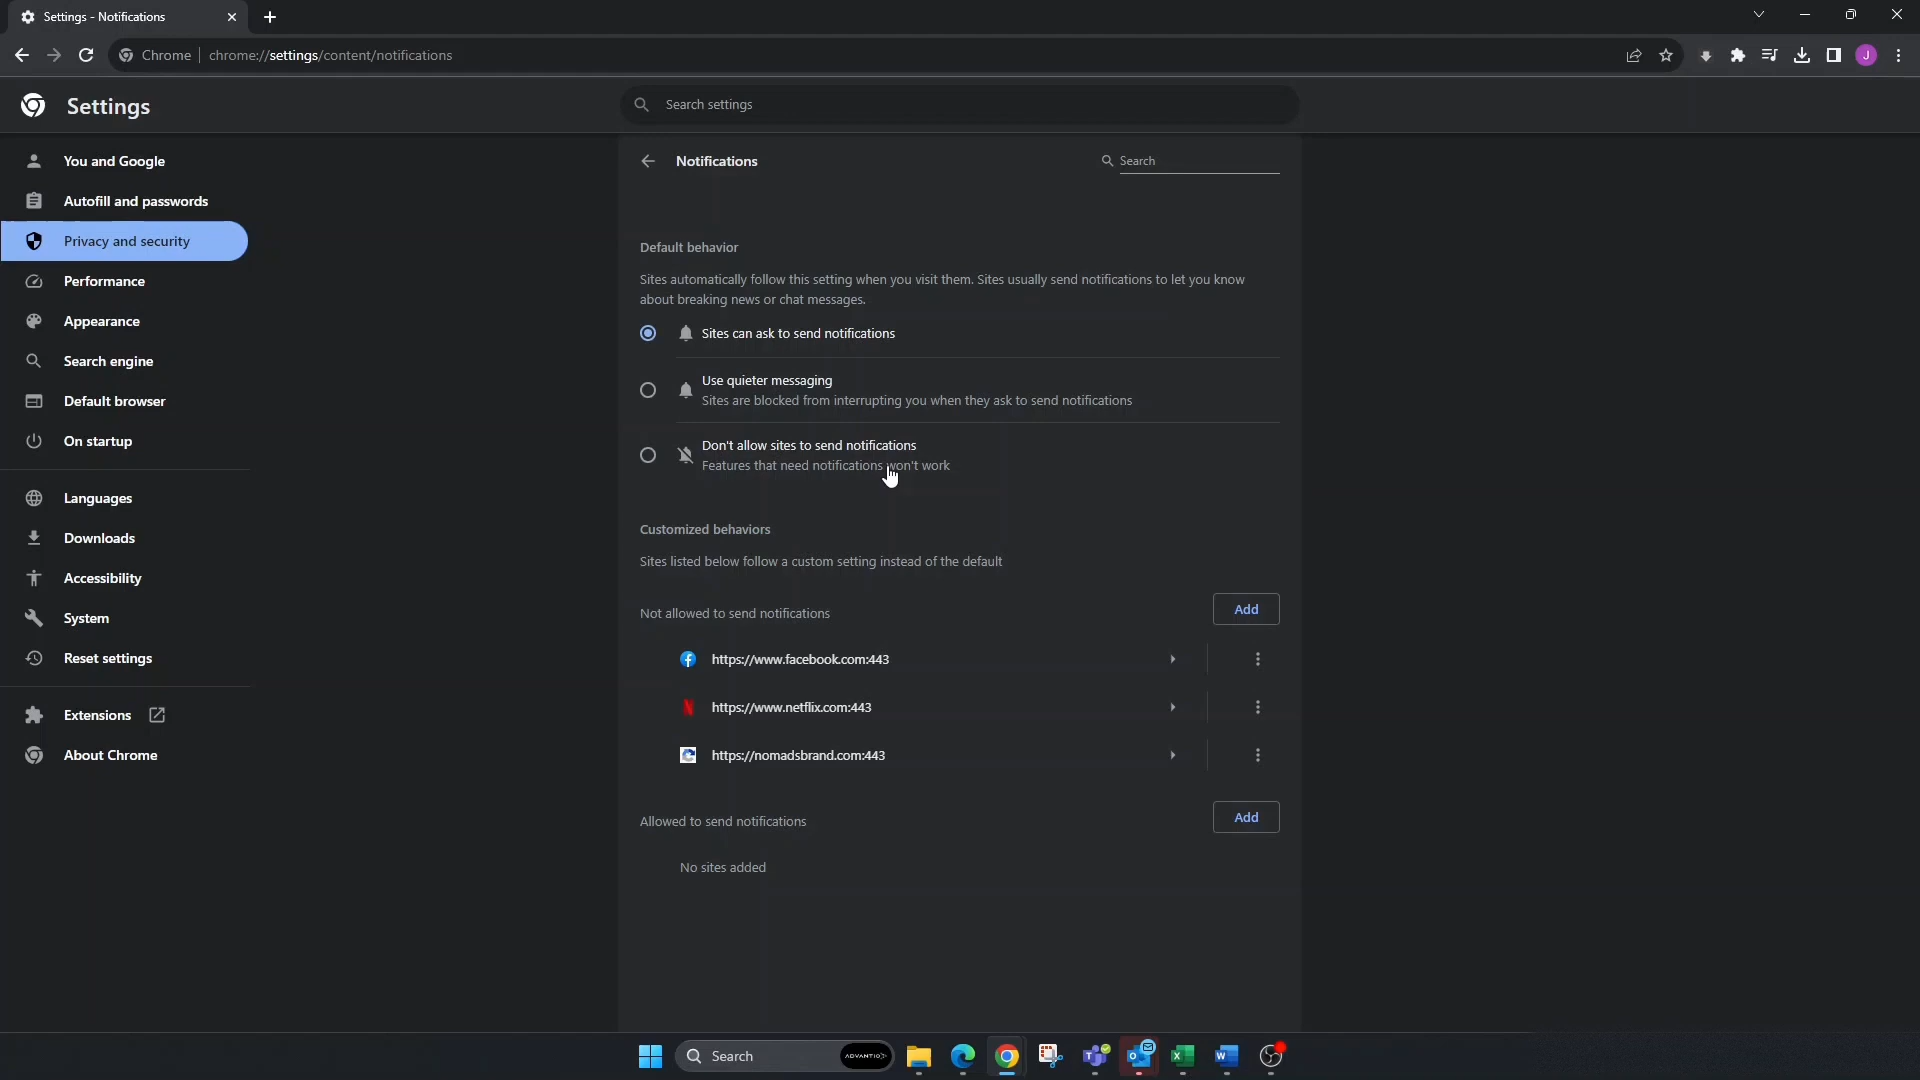 Settings - Notifications
Chrome
chrome://settings/content/notifications
J
Settings
Search settings
You and Google
Autofill and passwords
Privacy and security
Performance
Appearance
Search engine
Default browser
On startup
Languages
Downloads
Accessibility
System
Reset settings
Extensions
About Chrome
Notifications
Search
Default behavior
Sites automatically follow this setting when you visit them. Sites usually send notifications to let you know
about breaking news or chat messages.
Sites can ask to send notifications
Use quieter messaging
Sites are blocked from interrupting you when they ask to send notifications
Don't allow sites to send notifications
Features that need notifications won't work
Customized behaviors
Sites listed below follow a custom setting instead of the default
Not allowed to send notifications
Add
https://www.facebook.com:443
https://www.netflix.com:443
https://nomadsbrand.com:443
Allowed to send notifications
Add
No sites added
Search
ADVANTIO